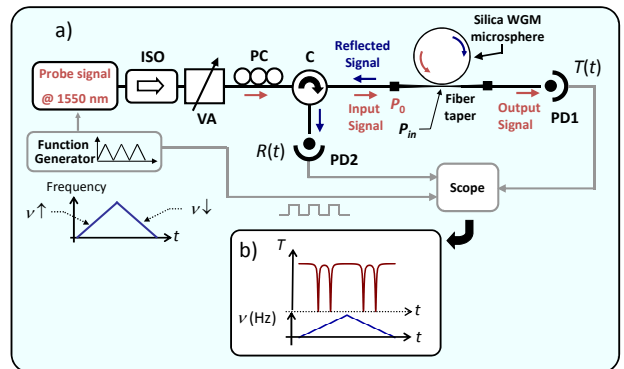 a)
Probe signal
@ 1550 nm
ISO
VA
PC
C
Reflected
Signal
Input
Signal
P0
Pin
Silica WGM
microsphere
Fiber
taper
Output
Signal
T(t)
PD1
R(t)
PD2
Function
Generator
Scope
Frequency
ν↑
ν↓
t
b)
T
t
ν (Hz)
t